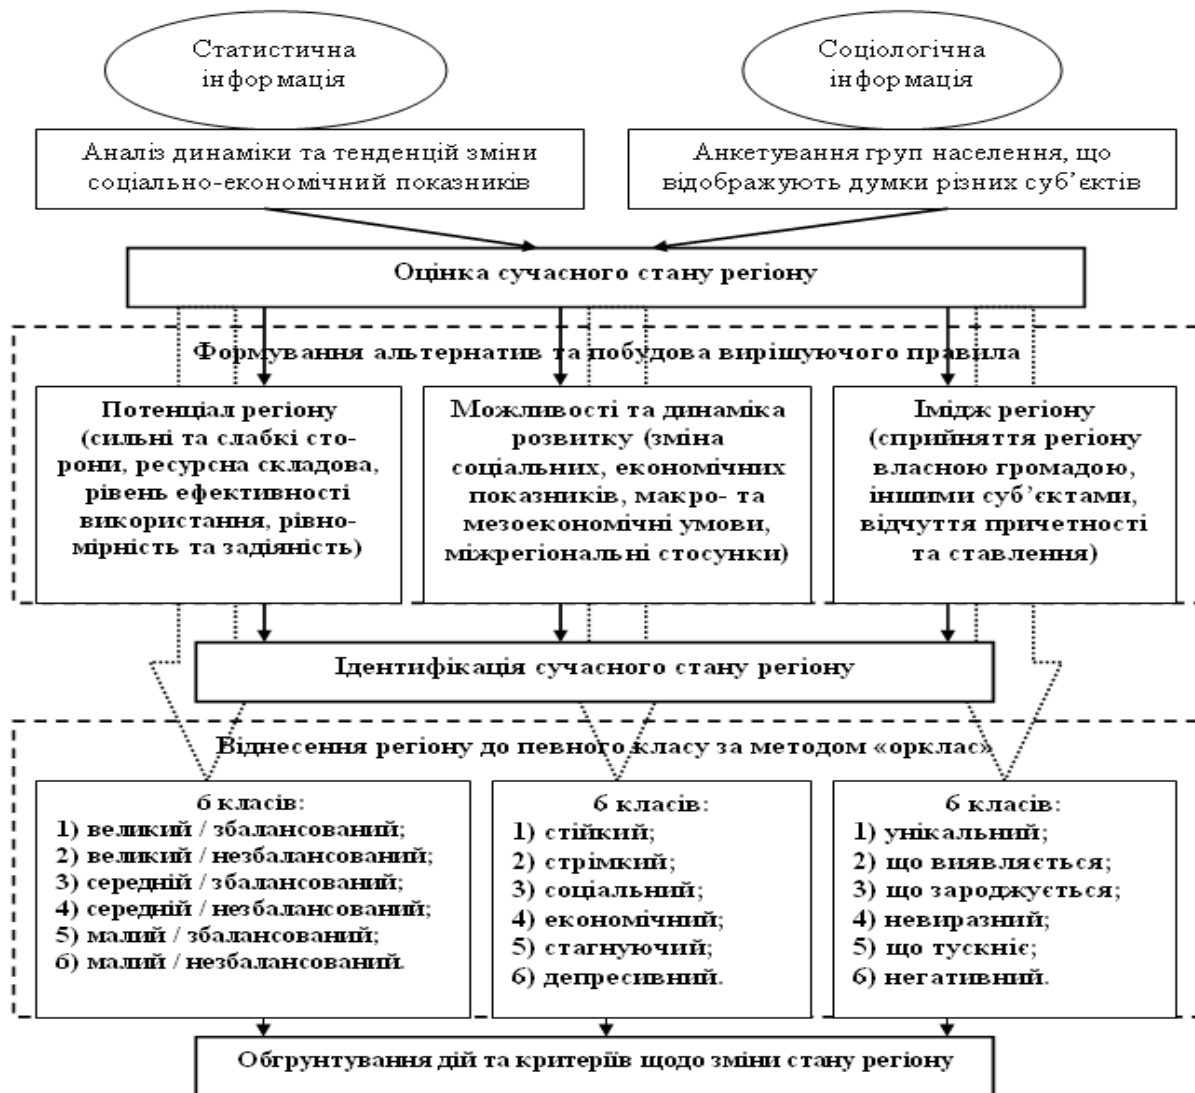 Статистична
інформація
Соціологічна
інформація
Аналіз динаміки та тенденцій зміни
соціально-економічний показників
Анкетування груп населення, що
відображують думки різних суб’єктів
Оцінка сучасного стану регіону
Формування альтернатив та побудова вирішуючого правила
Потенціал регіону
(сильні та слабкі сто-
рони, ресурсна складова,
рівень ефективності
використання, рівно-
мірність та задіяність)
Можливості та динаміка
розвитку (зміна
соціальних, економічних
показників, макро- та
мезоекономічні умови,
міжрегіональні стосунки)
Імідж регіону
(сприйняття регіону
власною громадою,
іншими суб’єктами,
відчуття причетності
та ставлення)
Ідентифікація сучасного стану регіону
Віднесення регіону до певного класу за методом «орклас»
6 класів:
1) великий / збалансований;
2) великий / незбалансований;
3) середній / збалансований;
4) середній / незбалансований;
5) малий / збалансований;
6) малий / незбалансований.
6 класів:
1) стійкий;
2) стрімкий;
3) соціальний;
4) економічний;
5) стагнуючий;
6) депресивний.
6 класів:
1) унікальний;
2) що виявляється;
3) що зароджується;
4) невиразний;
5) що тускніє;
6) негативний.
Обгрунтування дій та критеріїв щодо зміни стану регіону